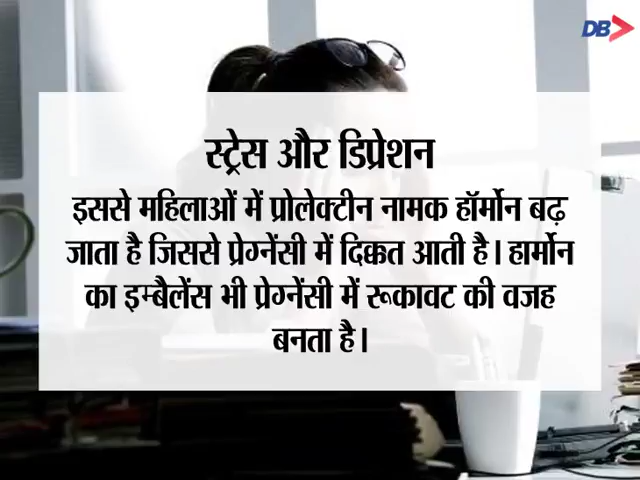 DB
स्ट्रेस और डिप्रेशन
इससे महिलाओं में प्रोलेक्टीन नामक हॉर्मोन बढ़
जाता है जिससे प्रेग्नेंसी में दिक्कत आती है। हार्मोन
का इम्बैलेंस भी प्रेग्नेंसी में रूकावट की वजह
बनता है।